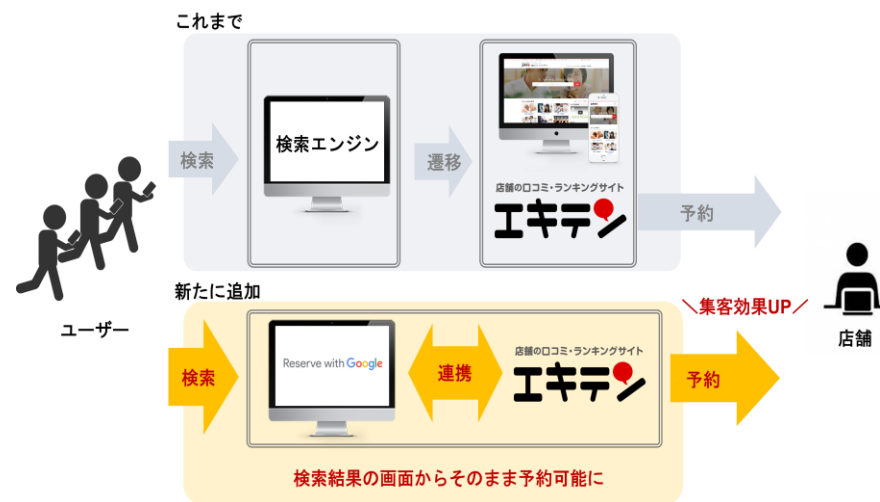 これまで
検索
検索エンジン
遷移
店舗の口コミ・ランキングサイト
エキテン
予約
新たに追加
＼集客効果UP／
ユーザー
店舗
検索
Reserve with Google
連携
店舗の口コミ・ランキングサイト
エキテン
予約
検索結果の画面からそのまま予約可能に